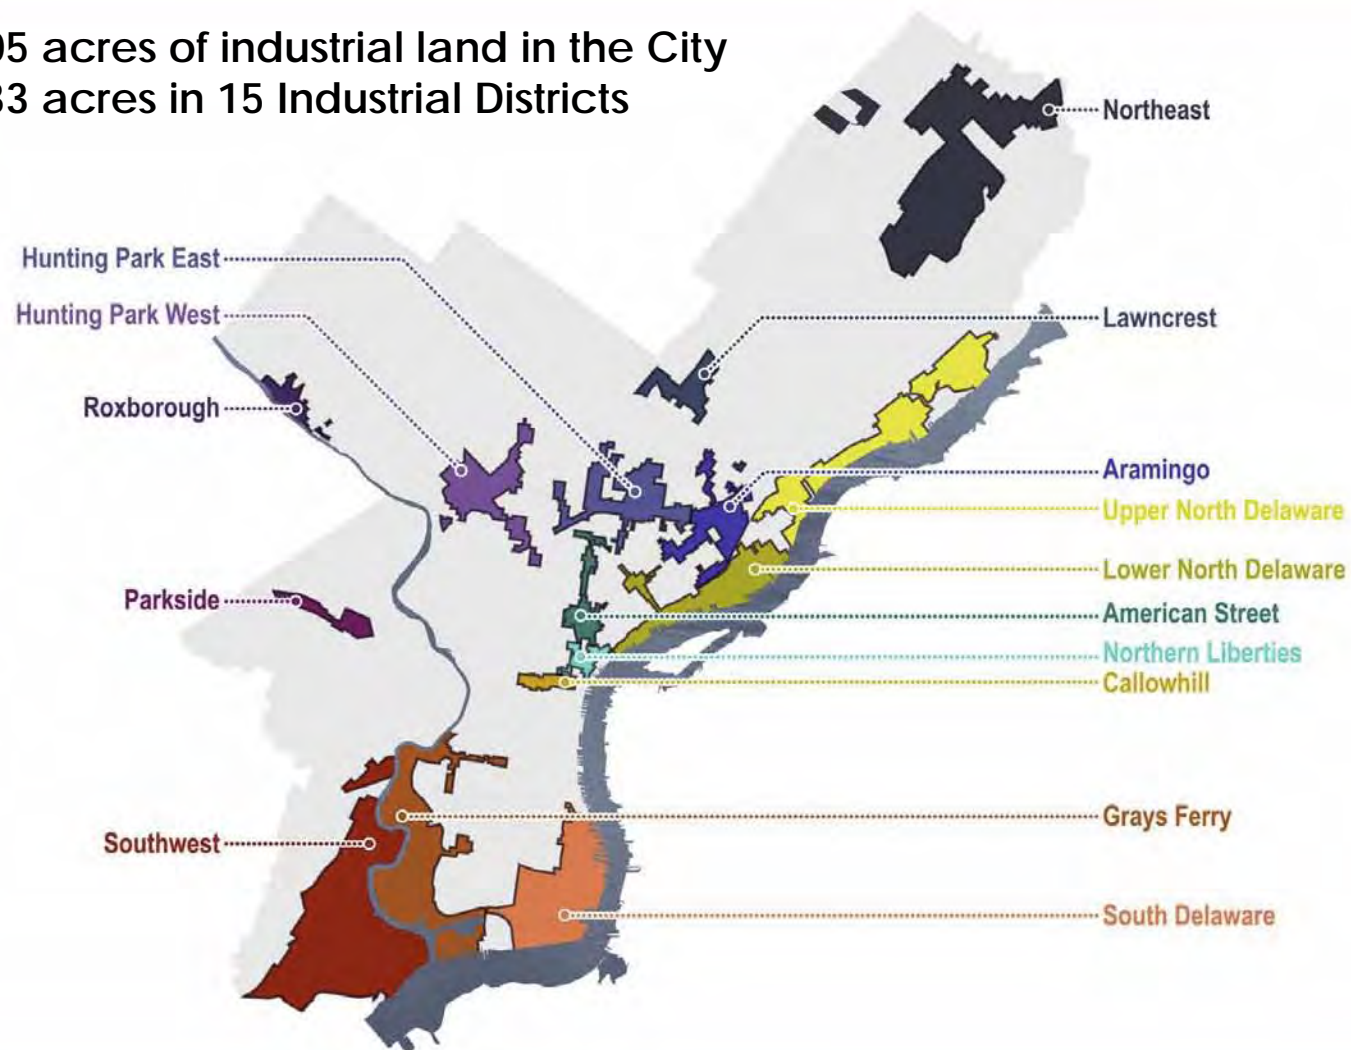 05 acres of industrial land in the City
33 acres in 15 Industrial Districts
Northeast
Hunting Park East
Hunting Park West
Lawncrest
Roxborough
Aramingo
Upper North Delaware
Lower North Delaware
Parkside
American Street
Northern Liberties
Callowhill
Grays Ferry
Southwest
South Delaware